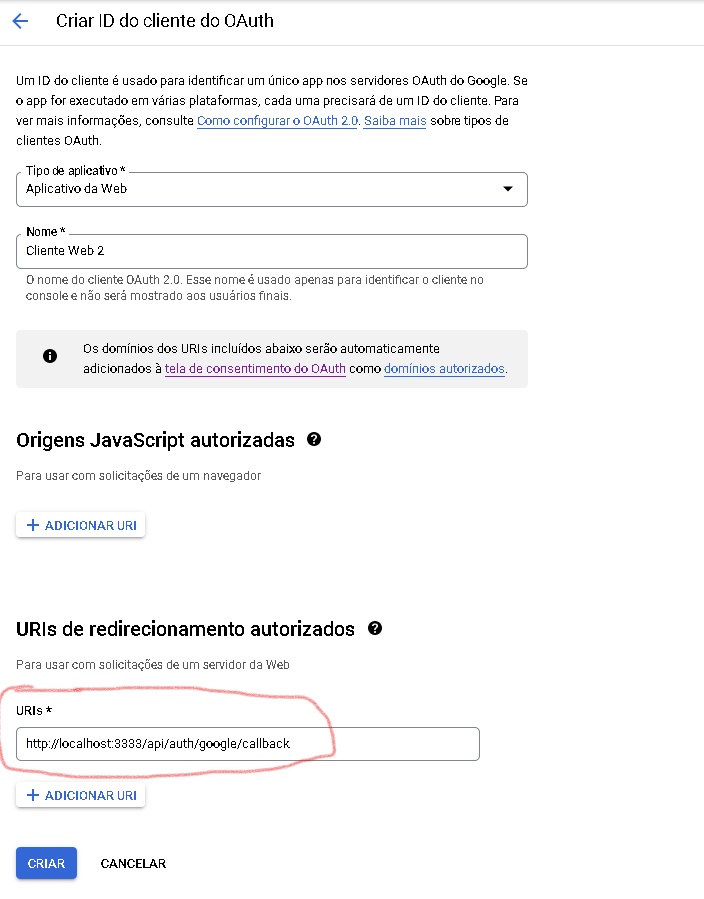 Criar ID do cliente do OAuth
Um ID do cliente é usado para identificar um único app nos servidores OAuth do Google. Se
o app for executado em várias plataformas, cada uma precisará de um ID do cliente. Para
ver mais informações, consulte Como configurar o OAuth 2.0. Saiba mais sobre tipos de
clientes OAuth.
Tipo de aplicativo *
Aplicativo da Web
Nome *
Cliente Web 2
O nome do cliente OAuth 2.0. Esse nome é usado apenas para identificar o cliente no
console e não será mostrado aos usuários finais.
Os domínios dos URIs incluídos abaixo serão automaticamente
adicionados à tela de consentimento do OAuth como domínios autorizados.
Origens JavaScript autorizadas
Para usar com solicitações de um navegador
ADICIONAR URI
URIs de redirecionamento autorizados
Para usar com solicitações de um servidor da Web
URIs *
http://localhost:3333/api/auth/google/callback
ADICIONAR URI
CRIAR CANCELAR